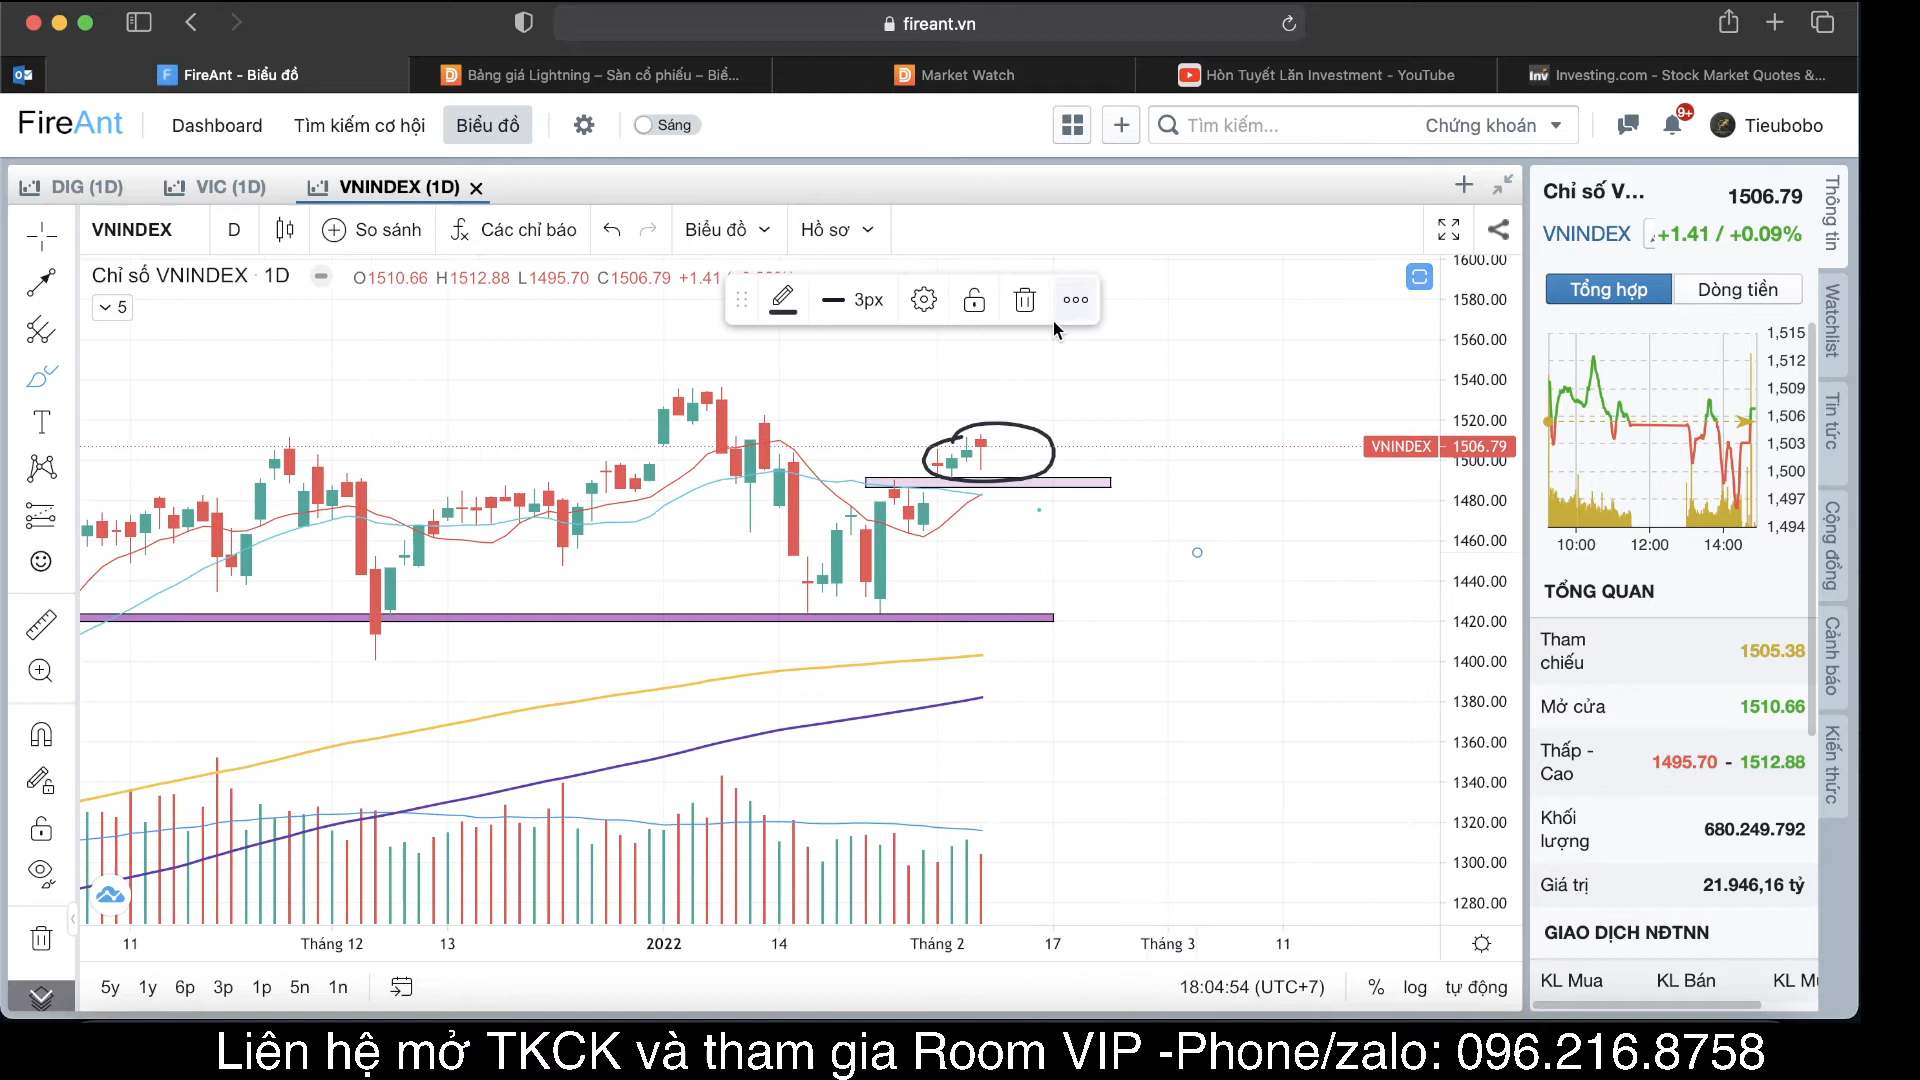 fireant.vn
FireAnt - Biểu đồ
Bảng giá Lightning – Sàn cổ phiếu – Biể...
Market Watch
Hòn Tuyết Lăn Investment - YouTube
Investing.com - Stock Market Quotes &...
FireAnt
Dashboard
Tìm kiếm cơ hội
Biểu đồ
Sáng
Tìm kiếm...
Chứng khoán
9+
Tieubobo
DIG (1D)
VIC (1D)
VNINDEX (1D)
VNINDEX
D
So sánh
Các chỉ báo
Biểu đồ
Hồ sơ
Chỉ số VNINDEX · 1D
O1510.66 H1512.88 L1495.70 C1506.79 +1.41
5
3px
1600.00
1580.00
1560.00
1540.00
1520.00
VNINDEX 1506.79
1500.00
1480.00
1460.00
1440.00
1420.00
1400.00
1380.00
1360.00
1340.00
1320.00
1300.00
1280.00
11
Tháng 12
13
2022
14
Tháng 2
17
Tháng 3
11
5y 1y 6p 3p 1p 5n 1n
18:04:54 (UTC+7)
% log tự động
Chỉ số V...
1506.79
VNINDEX
+1.41 / +0.09%
Tổng hợp
Dòng tiền
1,515
1,512
1,509
1,506
1,503
1,500
1,497
1,494
10:00 12:00 14:00
TỔNG QUAN
Tham chiếu 1505.38
Mở cửa 1510.66
Thấp - Cao 1495.70 - 1512.88
Khối lượng 680.249.792
Giá trị 21.946,16 tỷ
GIAO DỊCH NĐTNN
KL Mua KL Bán KL Mu
Thông tin
Watchlist
Tin tức
Cộng đồng
Cảnh báo
Kiến thức
Liên hệ mở TKCK và tham gia Room VIP -Phone/zalo: 096.216.8758